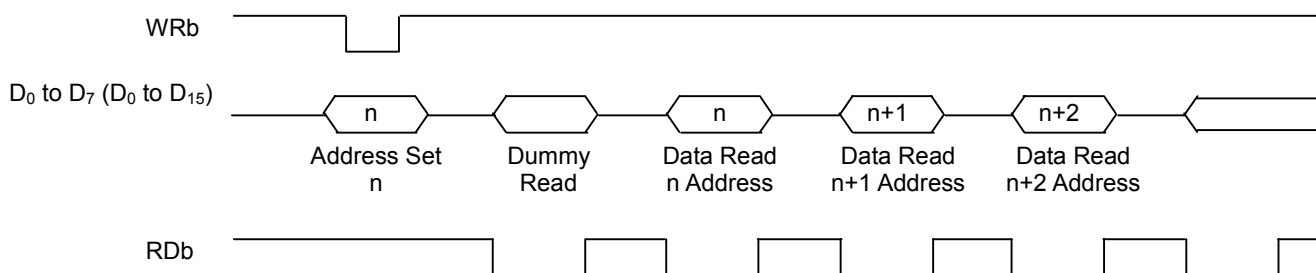 WRb
D₀ to D₇ (D₀ to D₁₅)
n n n+1 n+2
Address Set Dummy Data Read Data Read Data Read
n Read n Address n+1 Address n+2 Address
RDb